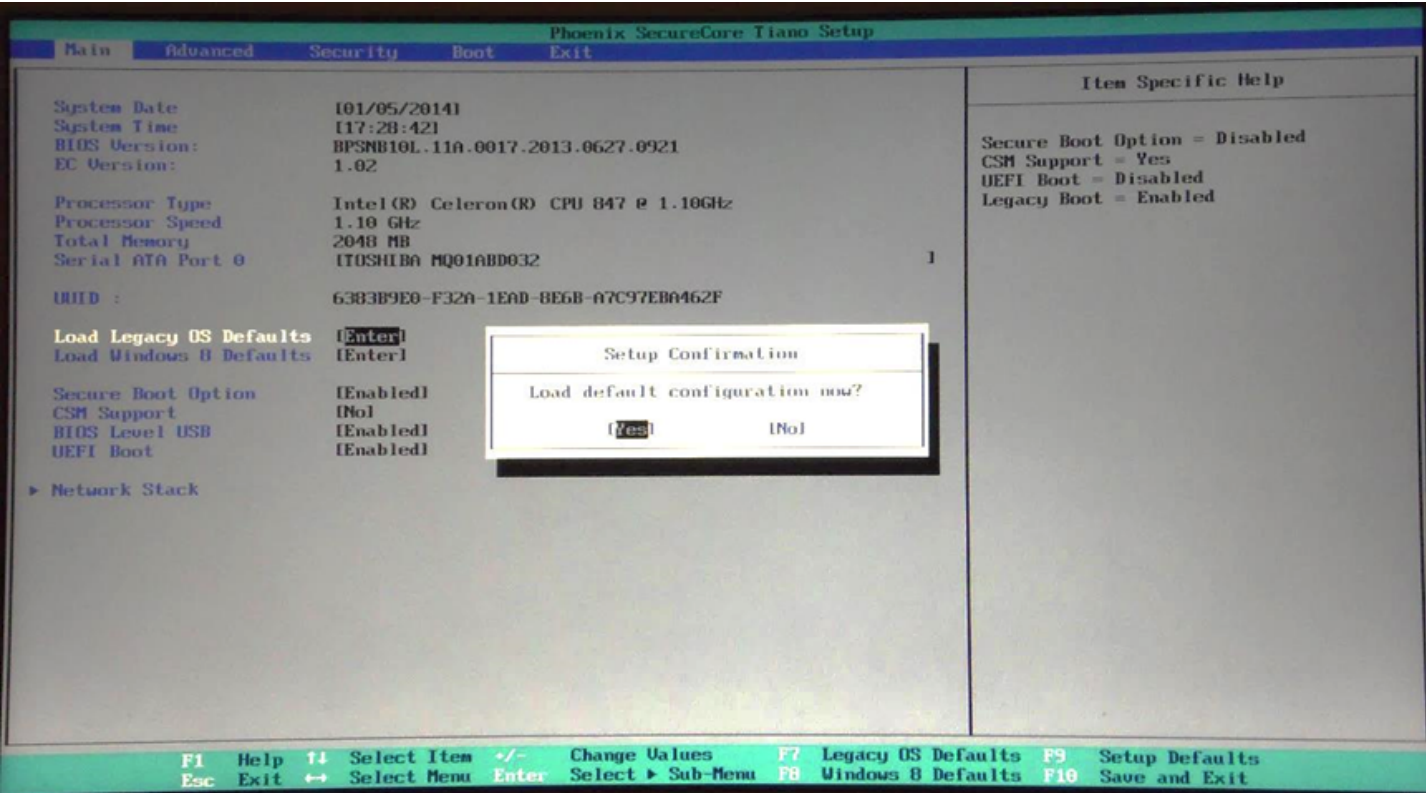 Phoenix SecureCore Tiano Setup
Main Advanced Security Boot Exit
Item Specific Help
System Date [01/05/2014]
System Time [17:28:42]
BIOS Version: BPSNB10L.11A.0017.2013.0627.0921
EC Version: 1.02
Processor Type Intel(R) Celeron(R) CPU 847 @ 1.10GHz
Processor Speed 1.10 GHz
Total Memory 2048 MB
Serial ATA Port 0 [TOSHIBA MQ01ABD032 ]
UUID : 6383B9E0-F32A-1EAD-8E6B-A7C97EBA462F
Load Legacy OS Defaults [Enter]
Load Windows 8 Defaults [Enter]
Secure Boot Option [Enabled]
CSM Support [No]
BIOS Level USB [Enabled]
UEFI Boot [Enabled]
▶ Network Stack
Setup Confirmation
Load default configuration now?
[Yes] [No]
Secure Boot Option = Disabled
CSM Support = Yes
UEFI Boot = Disabled
Legacy Boot = Enabled
F1 Help ↑↓ Select Item +/- Change Values F7 Legacy OS Defaults F9 Setup Defaults
Esc Exit ↔ Select Menu Enter Select ▶ Sub-Menu F8 Windows 8 Defaults F10 Save and Exit